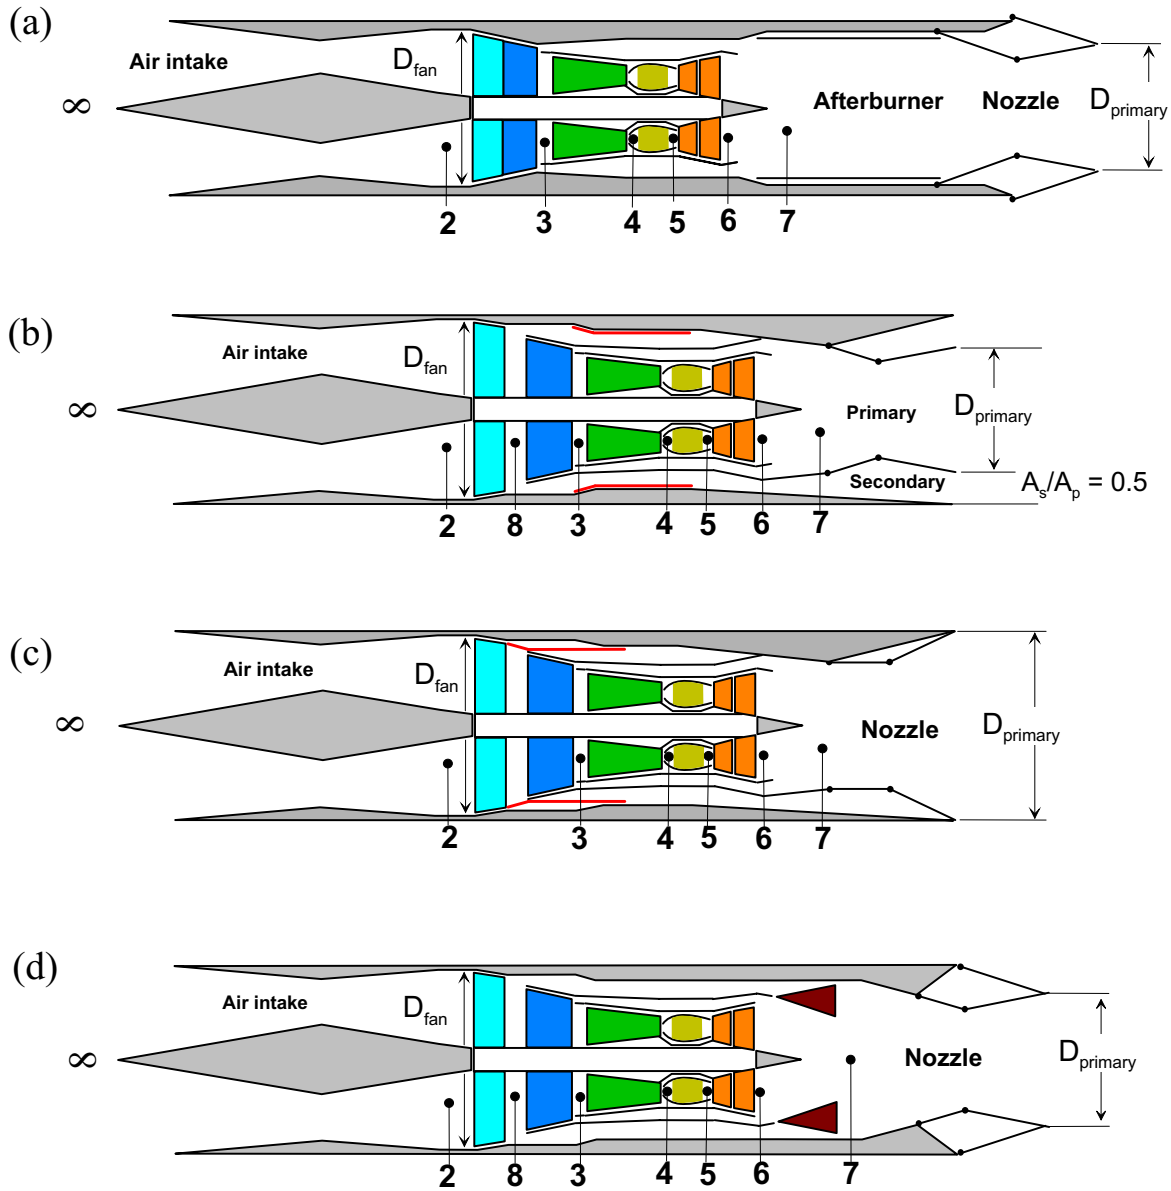 (a)
Air intake
D_fan
∞
Afterburner
Nozzle
D_primary
2 3 4 5 6 7
(b)
Air intake
D_fan
∞
Primary
D_primary
Secondary
A_s/A_p = 0.5
2 8 3 4 5 6 7
(c)
Air intake
D_fan
∞
Nozzle
D_primary
2 3 4 5 6 7
(d)
Air intake
D_fan
∞
Nozzle
D_primary
2 8 3 4 5 6 7